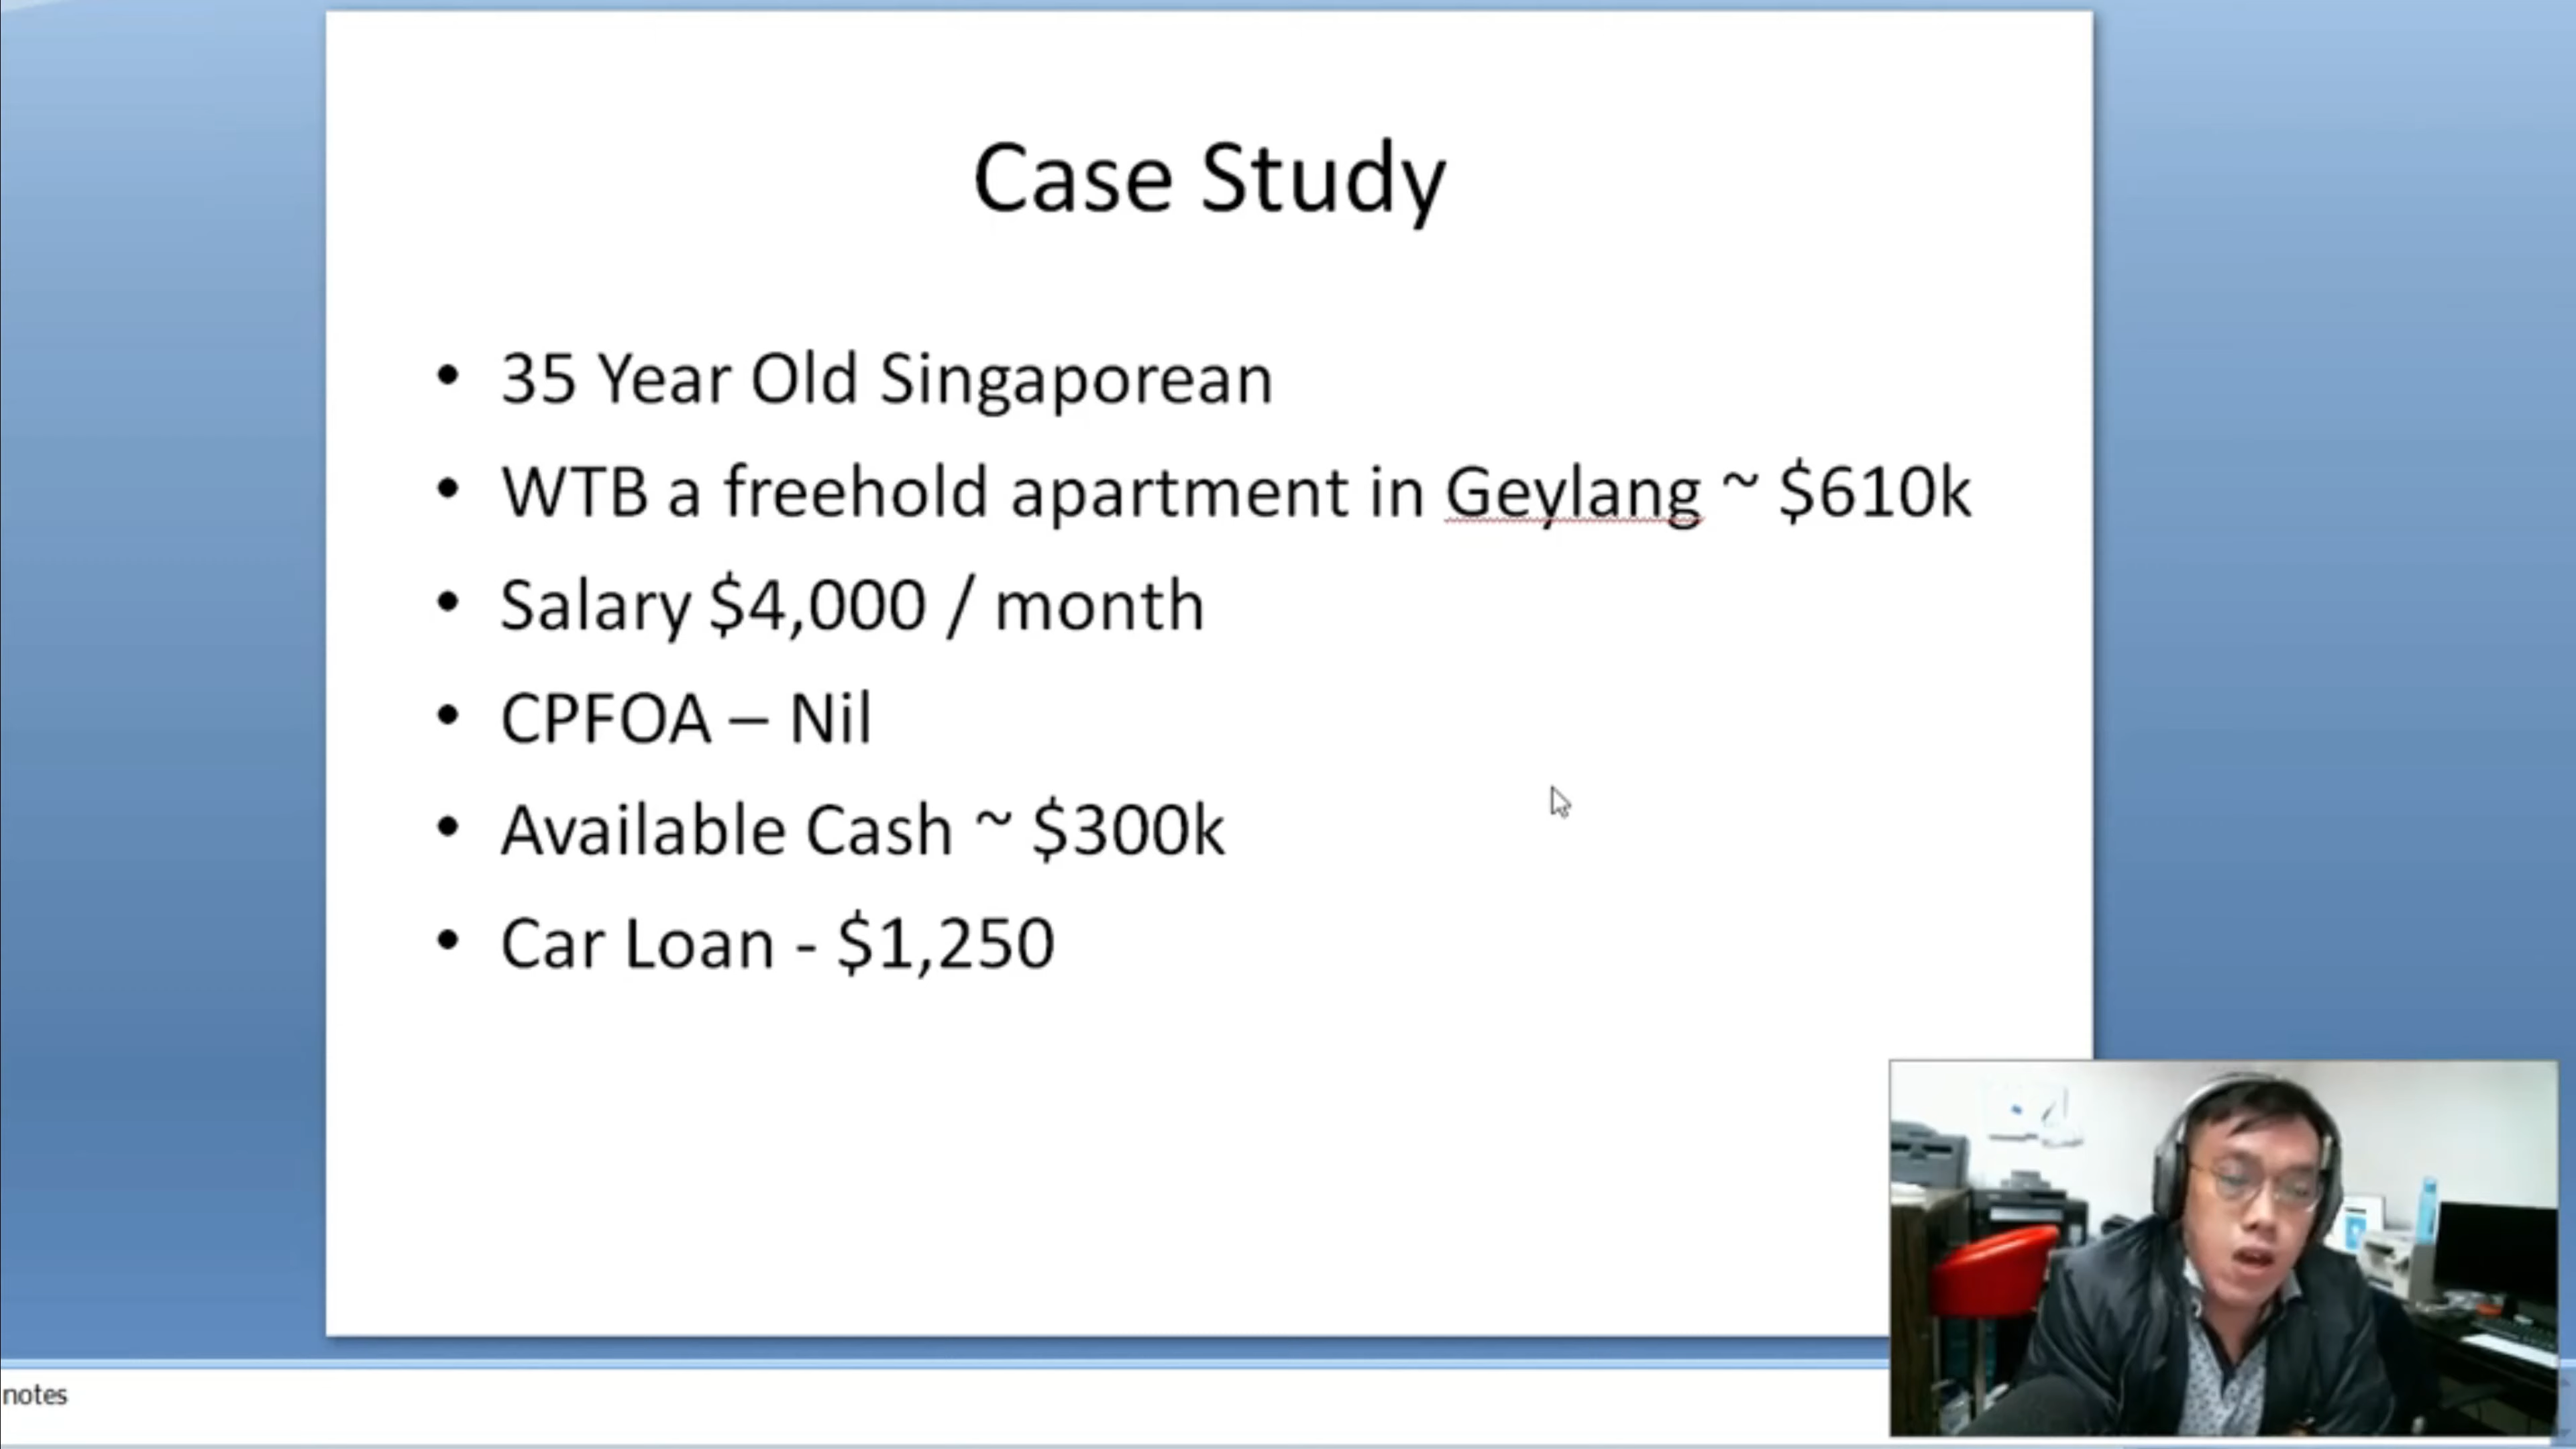 Case Study
• 35 Year Old Singaporean
• WTB a freehold apartment in Geylang ~ $610k
• Salary $4,000 / month
• CPFOA – Nil
• Available Cash ~ $300k
• Car Loan - $1,250
notes